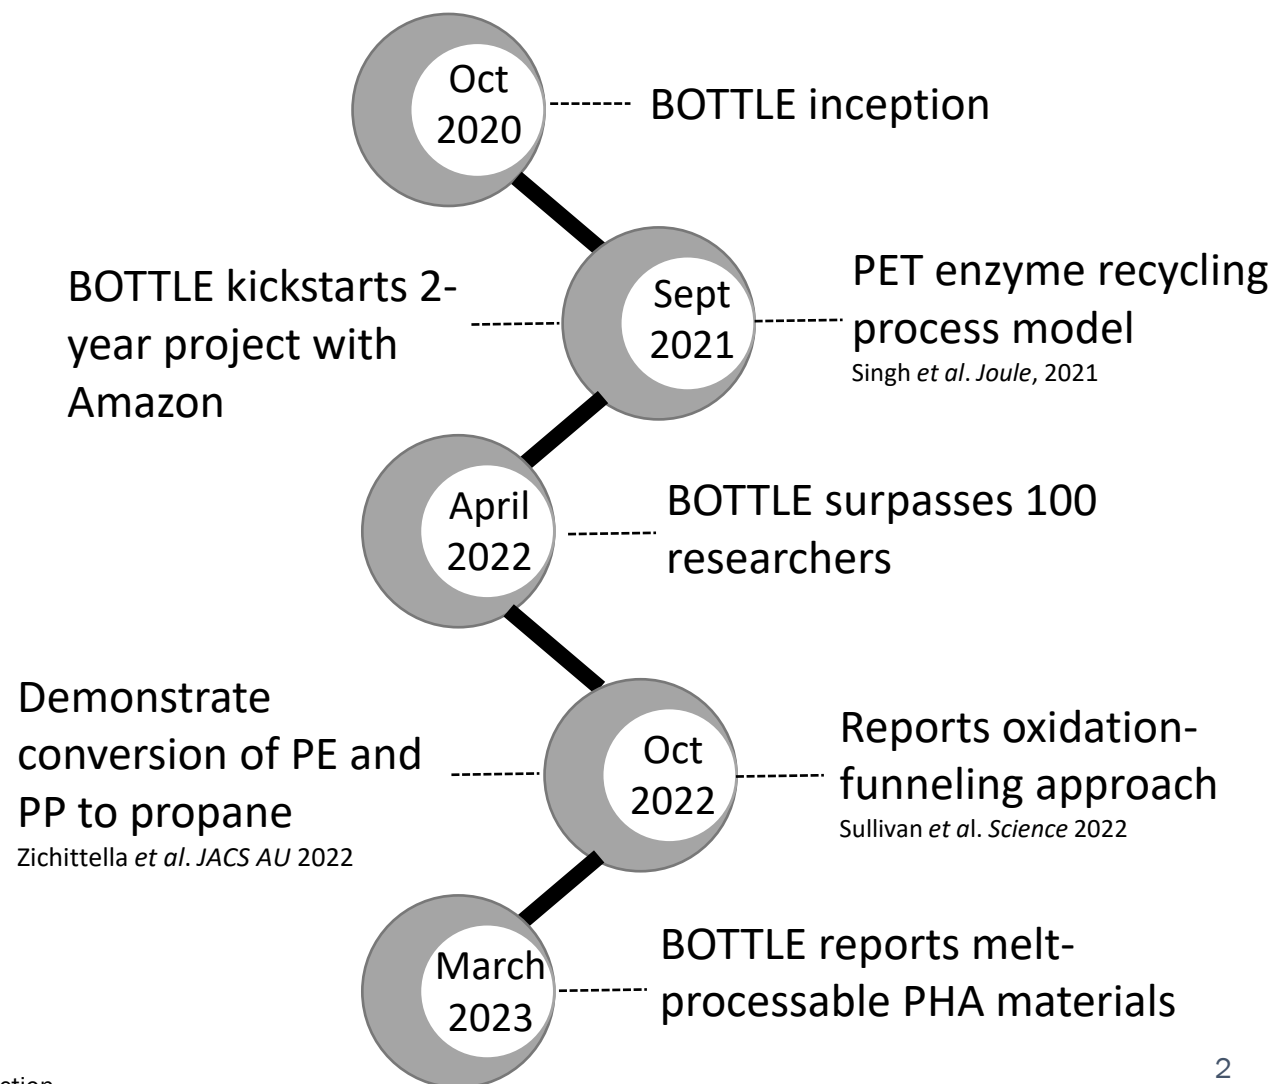 Oct
2020
BOTTLE inception
BOTTLE kickstarts 2-
year project with
Amazon
Sept
2021
PET enzyme recycling
process model
Singh et al. Joule, 2021
April
2022
BOTTLE surpasses 100
researchers
Demonstrate
conversion of PE and
PP to propane
Zichittella et al. JACS AU 2022
Oct
2022
Reports oxidation-
funneling approach
Sullivan et al. Science 2022
March
2023
BOTTLE reports melt-
processable PHA materials
2